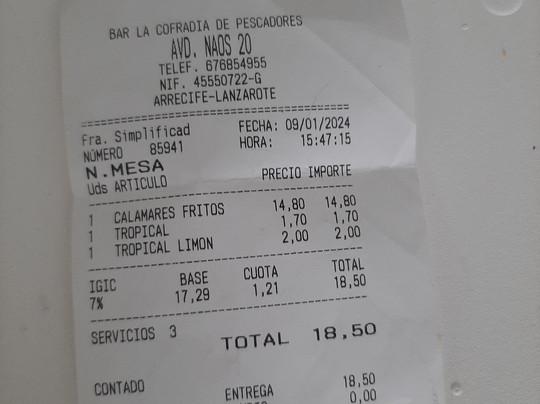 BAR LA COFRADIA DE PESCADORES
AVD. NAOS 20
TELEF. 676854955
NIF. 45550722-G
ARRECIFE-LANZAROTE
Fra. Simplificad FECHA: 09/01/2024
NÚMERO 85941 HORA: 15:47:15
N.MESA
Uds ARTICULO PRECIO IMPORTE
1 CALAMARES FRITOS 14,80 14,80
1 TROPICAL 1,70 1,70
1 TROPICAL LIMON 2,00 2,00
IGIC BASE CUOTA TOTAL
7% 17,29 1,21 18,50
SERVICIOS 3 TOTAL 18,50
CONTADO ENTREGA 18,50
0,00